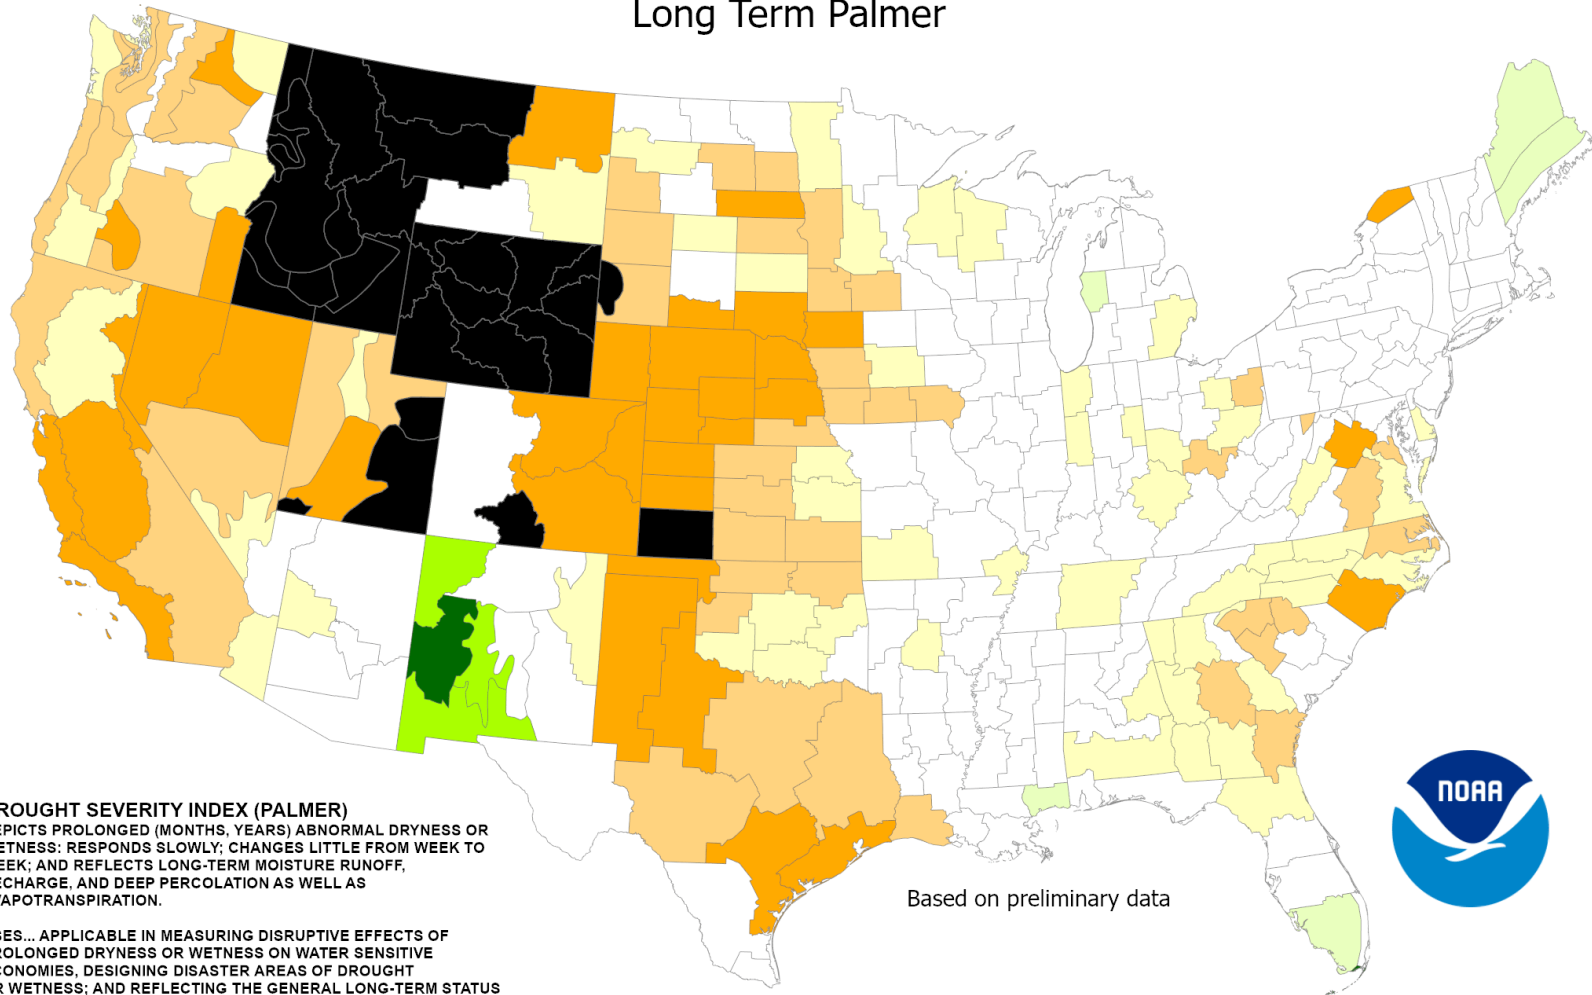 Long Term Palmer
ROUGHT SEVERITY INDEX (PALMER)
EPICTS PROLONGED (MONTHS, YEARS) ABNORMAL DRYNESS OR
ETNESS: RESPONDS SLOWLY; CHANGES LITTLE FROM WEEK TO
EEK; AND REFLECTS LONG-TERM MOISTURE RUNOFF,
ECHARGE, AND DEEP PERCOLATION AS WELL AS
VAPOTRANSPIRATION.
SES... APPLICABLE IN MEASURING DISRUPTIVE EFFECTS OF
ROLONGED DRYNESS OR WETNESS ON WATER SENSITIVE
CONOMIES, DESIGNING DISASTER AREAS OF DROUGHT
R WETNESS; AND REFLECTING THE GENERAL LONG-TERM STATUS
Based on preliminary data
NOAA